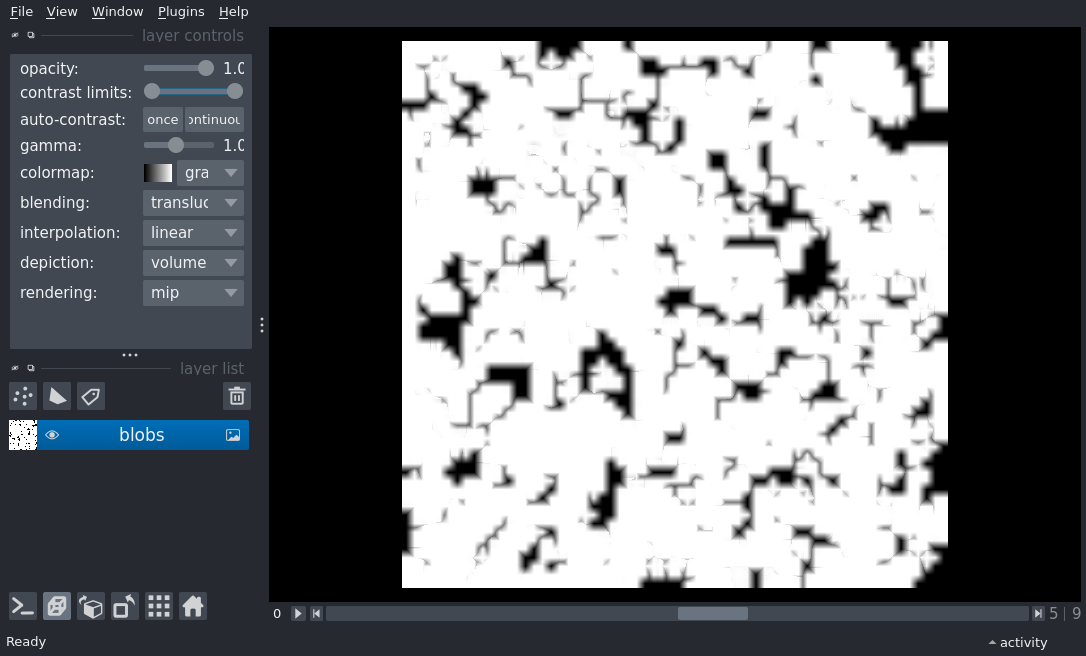 File View Window Plugins Help
layer controls
opacity: 1.0
contrast limits:
auto-contrast: once ontinuou
gamma: 1.0
colormap: gra
blending: transluc
interpolation: linear
depiction: volume
rendering: mip
layer list
blobs
0 5 | 9
Ready activity